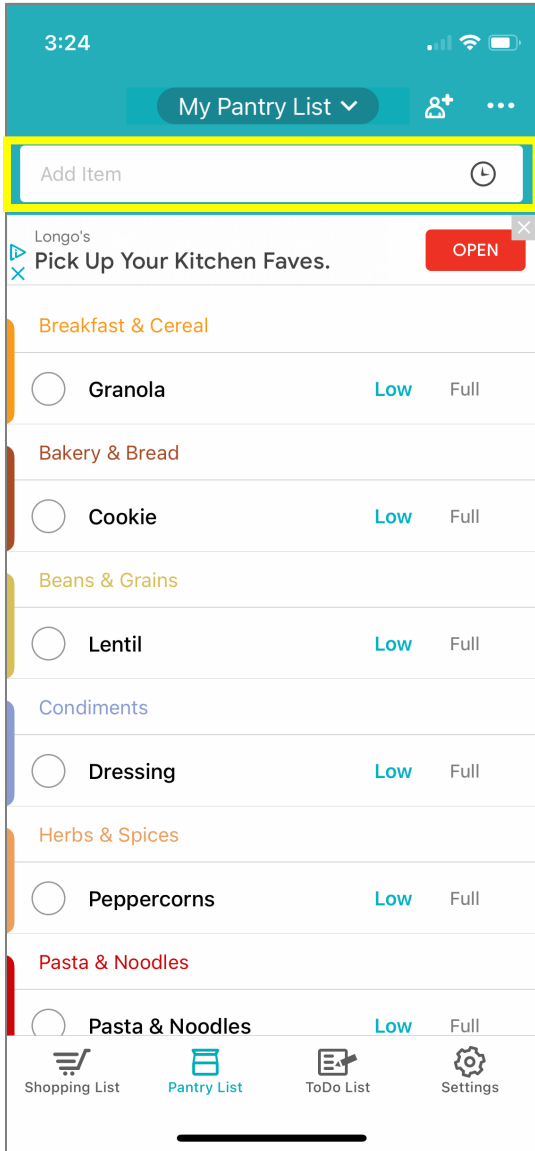 3:24
My Pantry List
Add Item
Longo's
Pick Up Your Kitchen Faves.
OPEN
Breakfast & Cereal
Granola Low Full
Bakery & Bread
Cookie Low Full
Beans & Grains
Lentil Low Full
Condiments
Dressing Low Full
Herbs & Spices
Peppercorns Low Full
Pasta & Noodles
Pasta & Noodles Low Full
Shopping List Pantry List ToDo List Settings